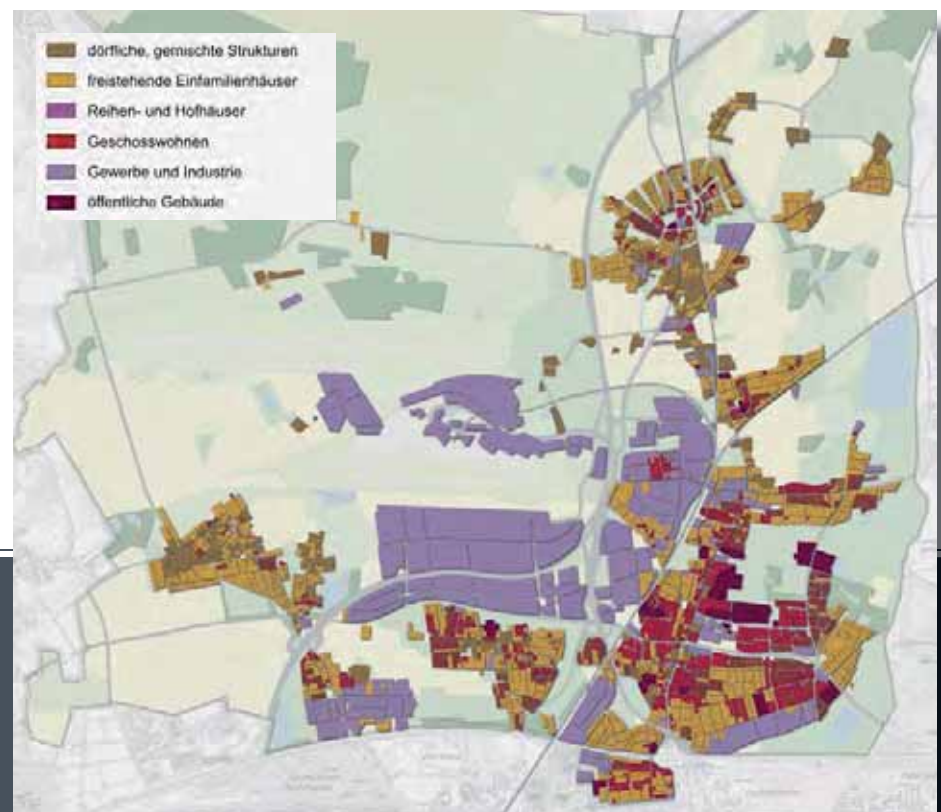 dörfliche, gemischte Strukturen
freistehende Einfamilienhäuser
Reihen- und Hofhäuser
Geschosswohnen
Gewerbe und Industrie
öffentliche Gebäude